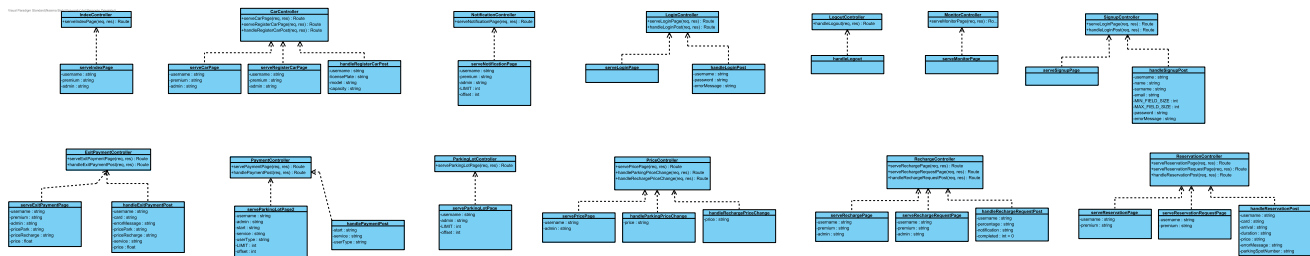 IndexController
+serveIndexPage(req, res) : Route
serveIndexPage
-username : string
-premium : string
-admin : string
CarController
+serveCarPage(req, res) : Route
+serveRegisterCarPage(req, res) : Route
+handleRegisterCarPost(req, res) : Route
serveCarPage
-username : string
-premium : string
-admin : string
serveRegisterCarPage
-username : string
-premium : string
-admin : string
handleRegisterCarPost
-username : string
-licensePlate : string
-model : string
-capacity : string
NotificationController
+serveNotificationPage(req, res) : Route
serveNotificationPage
-username : string
-premium : string
-admin : string
-LIMIT : int
-offset : int
LoginController
+serveLoginPage(req, res) : Route
+handleLoginPost(req, res) : Route
serveLoginPage
handleLoginPost
-username : string
-password : string
-errorMessage : string
LogoutController
+handleLogout(req, res) : Route
handleLogout
MonitorController
+serveMonitorPage(req, res) : Ro...
serveMonitorPage
SignupController
+serveLoginPage(req, res) : Route
+handleLoginPost(req, res) : Route
serveSignupPage
handleSignupPost
-username : string
-name : string
-surname : string
-email : string
-MIN_FIELD_SIZE : int
-MAX_FIELD_SIZE : int
-password : string
-errorMessage : string
ExitPaymentController
+serveExitPaymentPage(req, res) : Route
+handleExitPaymentPost(req, res) : Route
serveExitPaymentPage
-username : string
-premium : string
-admin : string
-pricePark : string
-priceRecharge : string
-price : float
handleExitPaymentPost
-username : string
-card : string
-errorMessage : string
-pricePark : string
-priceRecharge : string
-service : string
-price : float
PaymentController
+servePaymentPage(req, res) : Route
+handlePaymentPost(req, res) : Route
serveParkingLotPage2
-username : string
-admin : string
-start : string
-service : string
-userType : string
-LIMIT : int
-offset : int
handlePaymentPost
-start : string
-service : string
-userType : string
ParkingLotController
+serveParkingLotPage(req, res) : Route
serveParkingLotPage
-username : string
-admin : string
-LIMIT : int
-offset : int
PriceController
+servePricePage(req, res) : Route
+handleParkingPriceChange(req, res) : Route
+handleRechargePriceChange(req, res) : Route
servePricePage
-username : string
-admin : string
handleParkingPriceChange
-price : string
handleRechargePriceChange
-price : string
RechargeController
+serveRechargePage(req, res) : Route
+serveRechargeRequestPage(req, res) : Route
+handleRechargeRequestPost(req, res) : Route
serveRechargePage
-username : string
-premium : string
-admin : string
serveRechargeRequestPage
-username : string
-premium : string
-admin : string
handleRechargeRequestPost
-username : string
-percentage : string
-notification : string
-completed : int = 0
ReservationController
+serveReservationPage(req, res) : Route
+serveReservationRequestPage(req, res) : Route
+handleReservationPost(req, res) : Route
serveReservationPage
-username : string
-premium : string
serveReservationRequestPage
-username : string
-premium : string
handleReservationPost
-username : string
-card : string
-arrival : string
-duration : string
-price : string
-errorMessage : string
-parkingSpotNumber : string